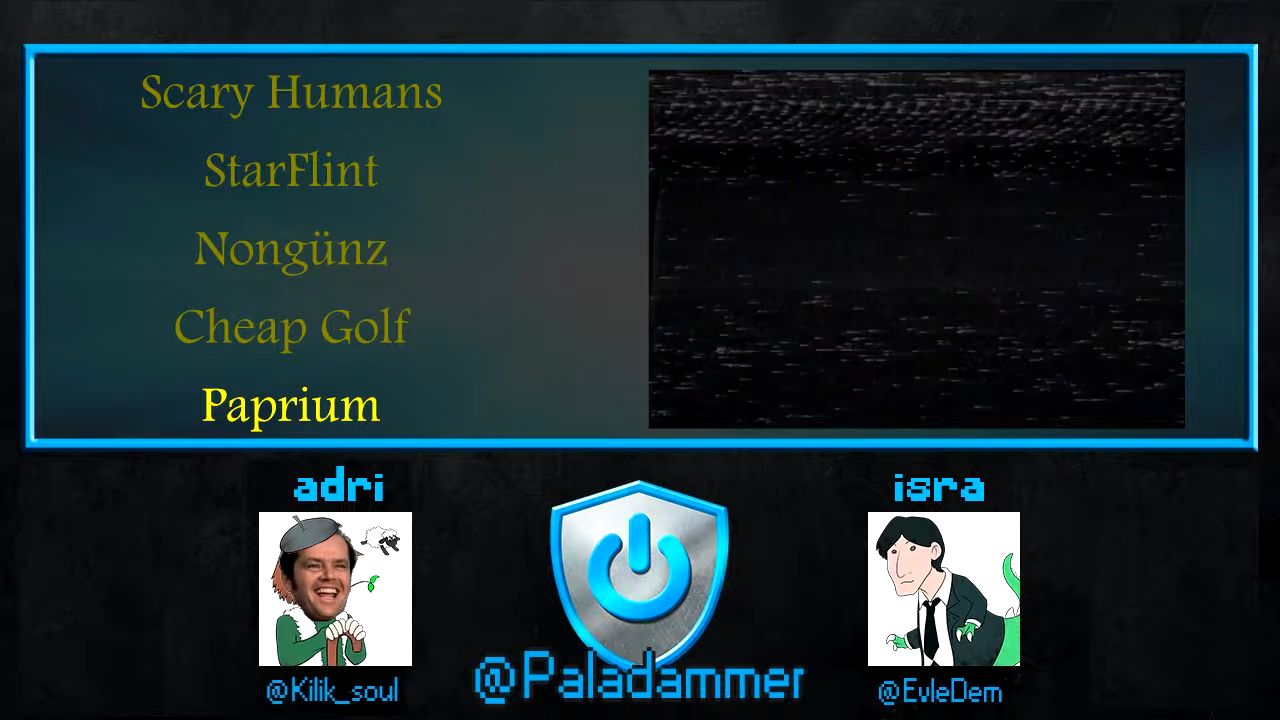 Scary Humans
StarFlint
Nongünz
Cheap Golf
Paprium
adri
isra
@Kilik_soul
@Paladammer
@EvleDem